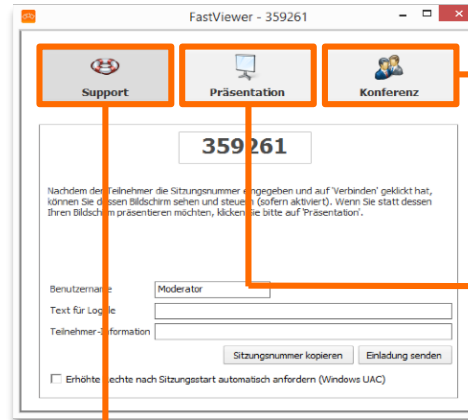 FastViewer - 359261
Support
Präsentation
Konferenz
359261
Nachdem der Teilnehmer die Sitzungsnummer eingegeben und auf 'Verbinden' geklickt hat,
können Sie dessen Bildschirm sehen und steuern (sofern aktiviert). Wenn Sie statt dessen
Ihren Bildschirm präsentieren möchten, klicken Sie bitte auf 'Präsentation'.
Benutzername
Moderator
Text für Logfile
Teilnehmer-Information
Sitzungsnummer kopieren
Einladung senden
Erhöhte Rechte nach Sitzungsstart automatisch anfordern (Windows UAC)